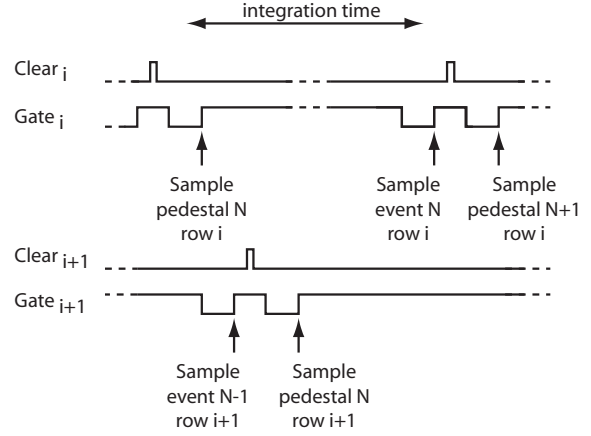 integration time
Clear i
Gate i
Sample
pedestal N
row i
Sample
event N
row i
Sample
pedestal N+1
row i
Clear i+1
Gate i+1
Sample
event N-1
row i+1
Sample
pedestal N
row i+1